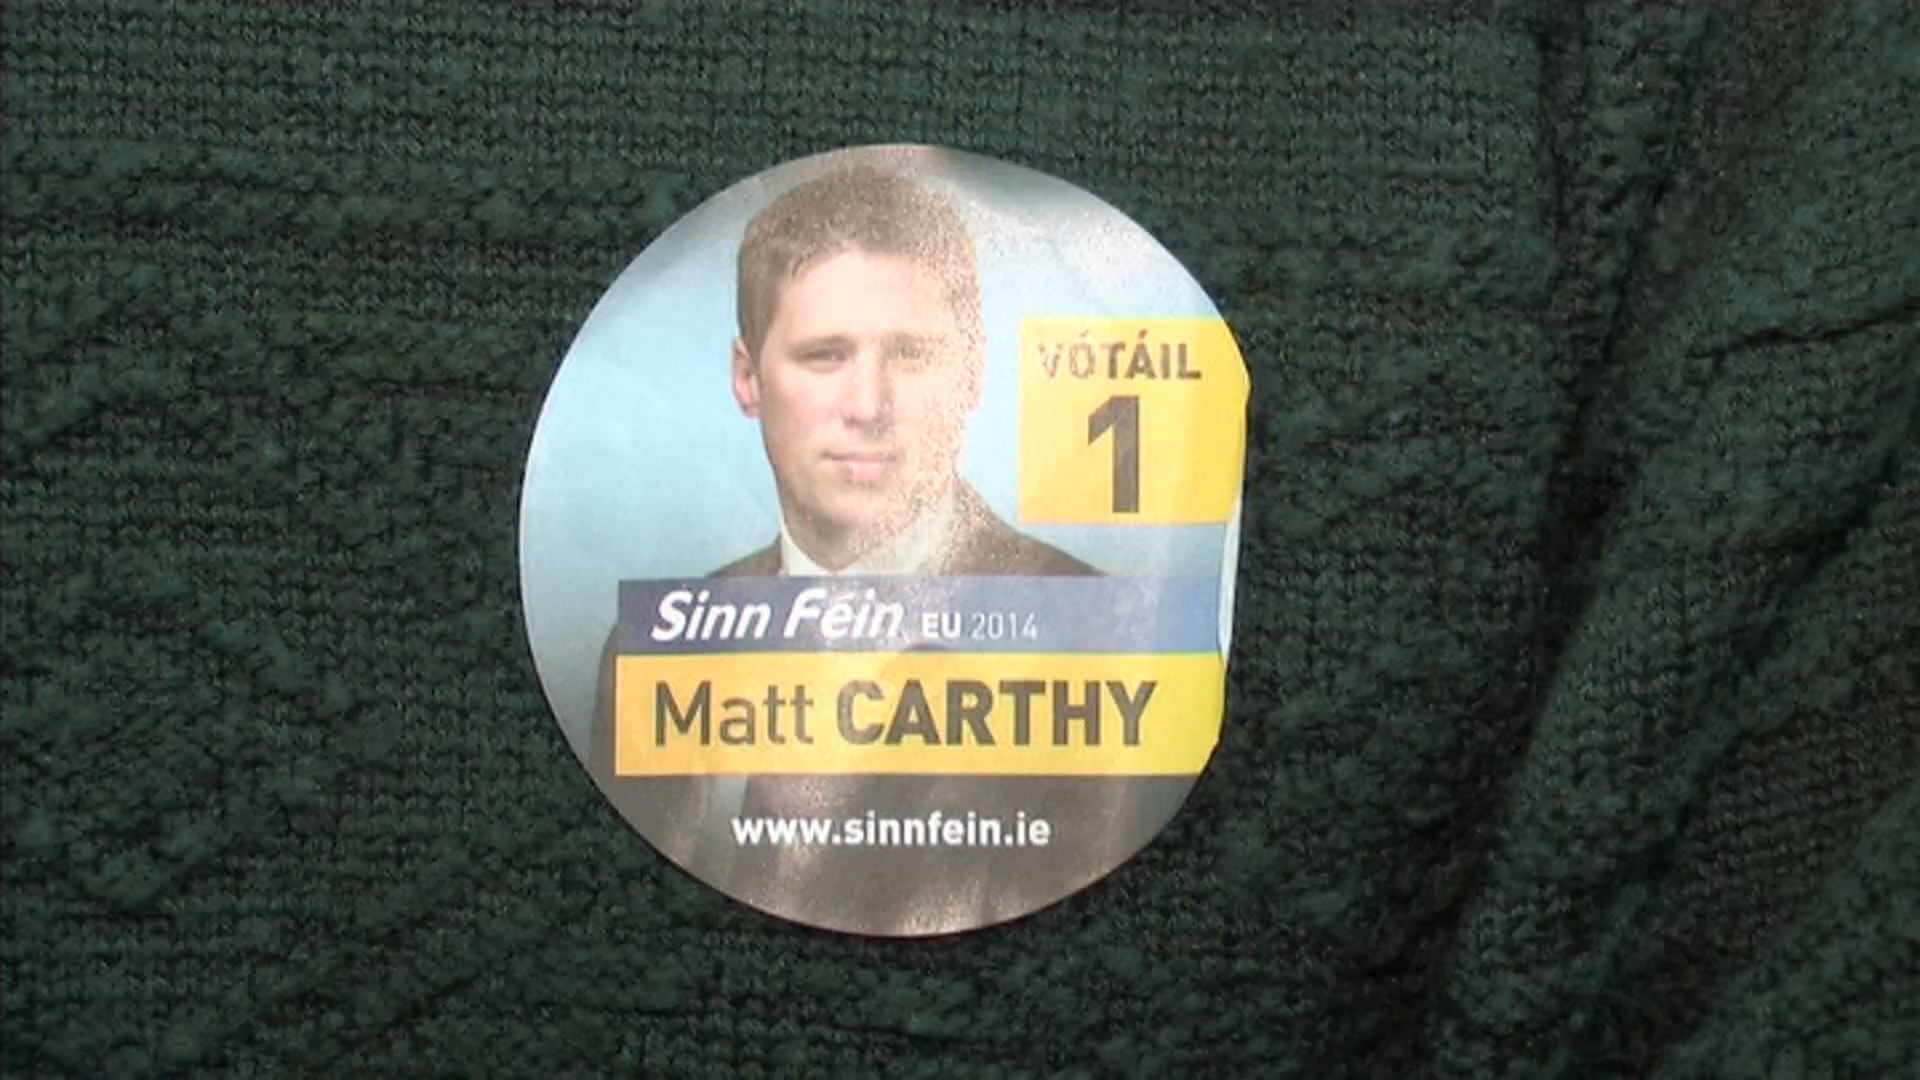 VÓTÁIL
1
Sinn Féin EU 2014
Matt CARTHY
www.sinnfein.ie